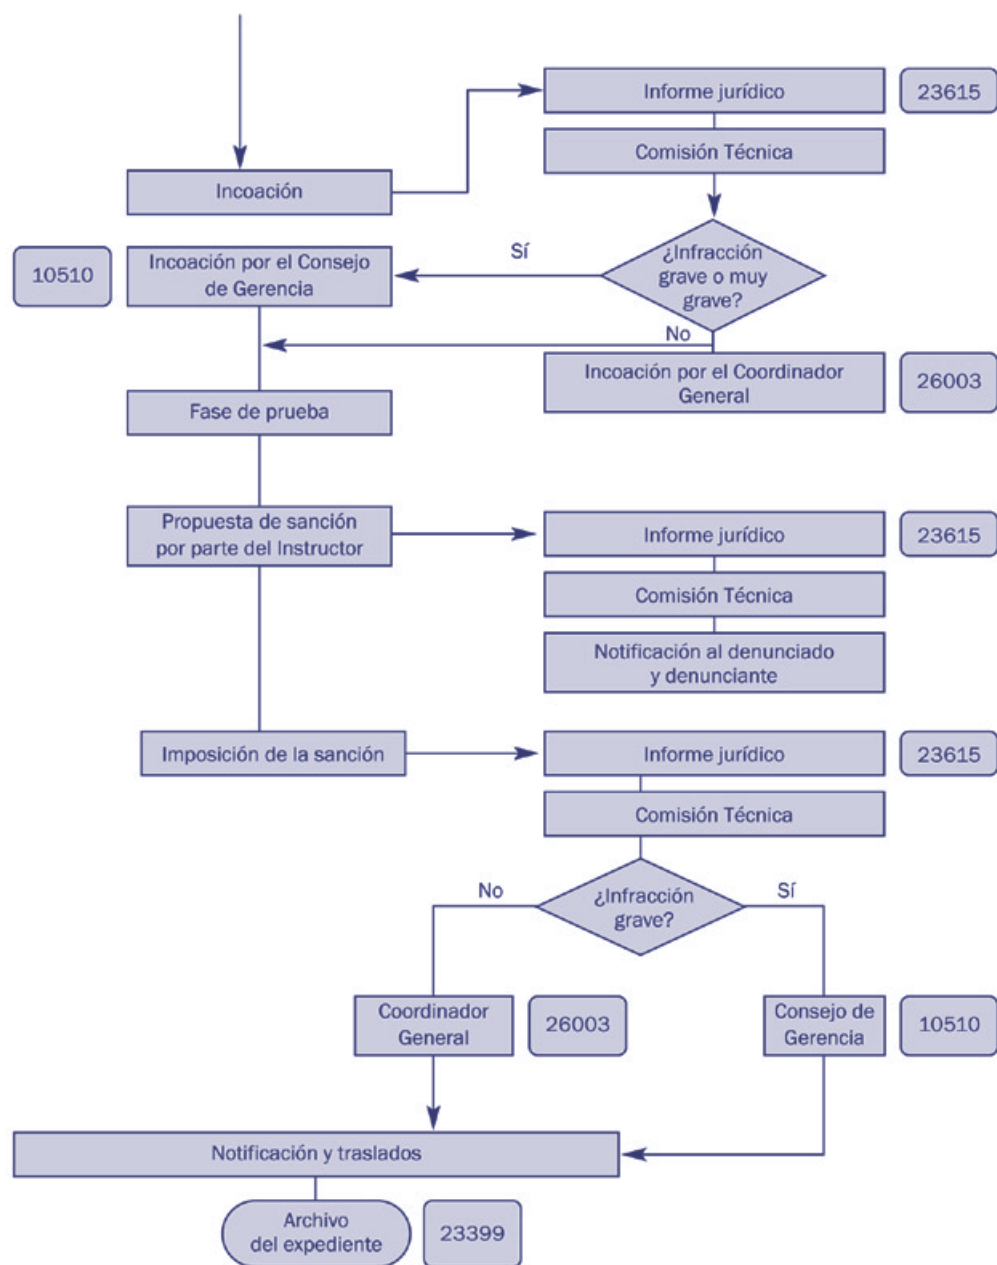 Informe jurídico
23615
Comisión Técnica
Incoación
Sí
¿Infracción
grave o muy
grave?
10510
Incoación por el Consejo
de Gerencia
No
Incoación por el Coordinador
General
26003
Fase de prueba
Propuesta de sanción
por parte del Instructor
Informe jurídico
23615
Comisión Técnica
Notificación al denunciado
y denunciante
Imposición de la sanción
Informe jurídico
23615
Comisión Técnica
No
¿Infracción
grave?
Sí
Coordinador
General
26003
Consejo de
Gerencia
10510
Notificación y traslados
Archivo
del expediente
23399